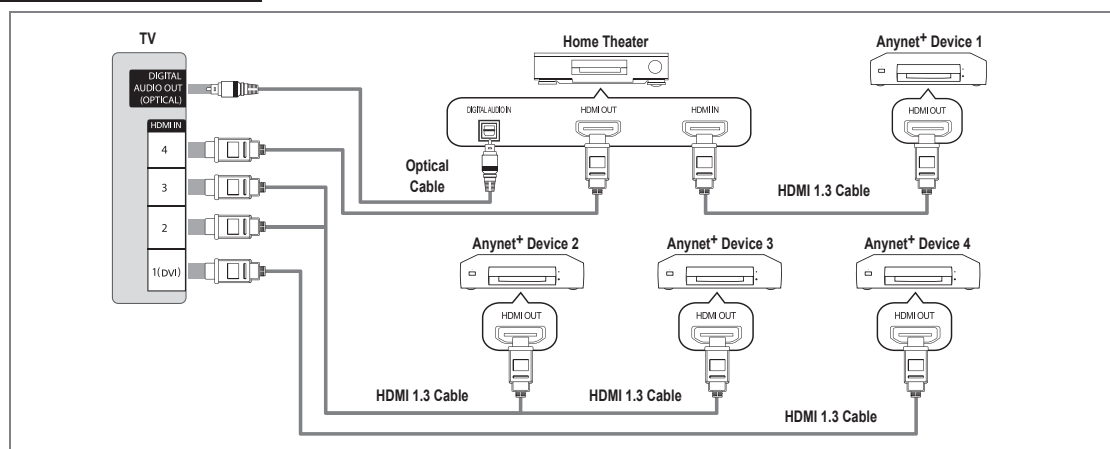 TV
Home Theater
Anynet+ Device 1
DIGITAL
AUDIO OUT
(OPTICAL)
DIGITAL AUDIO IN
HDMI OUT
HDMI IN
HDMI OUT
HDMI IN
4
3
2
1(DVI)
Optical
Cable
HDMI 1.3 Cable
Anynet+ Device 2
Anynet+ Device 3
Anynet+ Device 4
HDMI OUT
HDMI OUT
HDMI OUT
HDMI 1.3 Cable
HDMI 1.3 Cable
HDMI 1.3 Cable